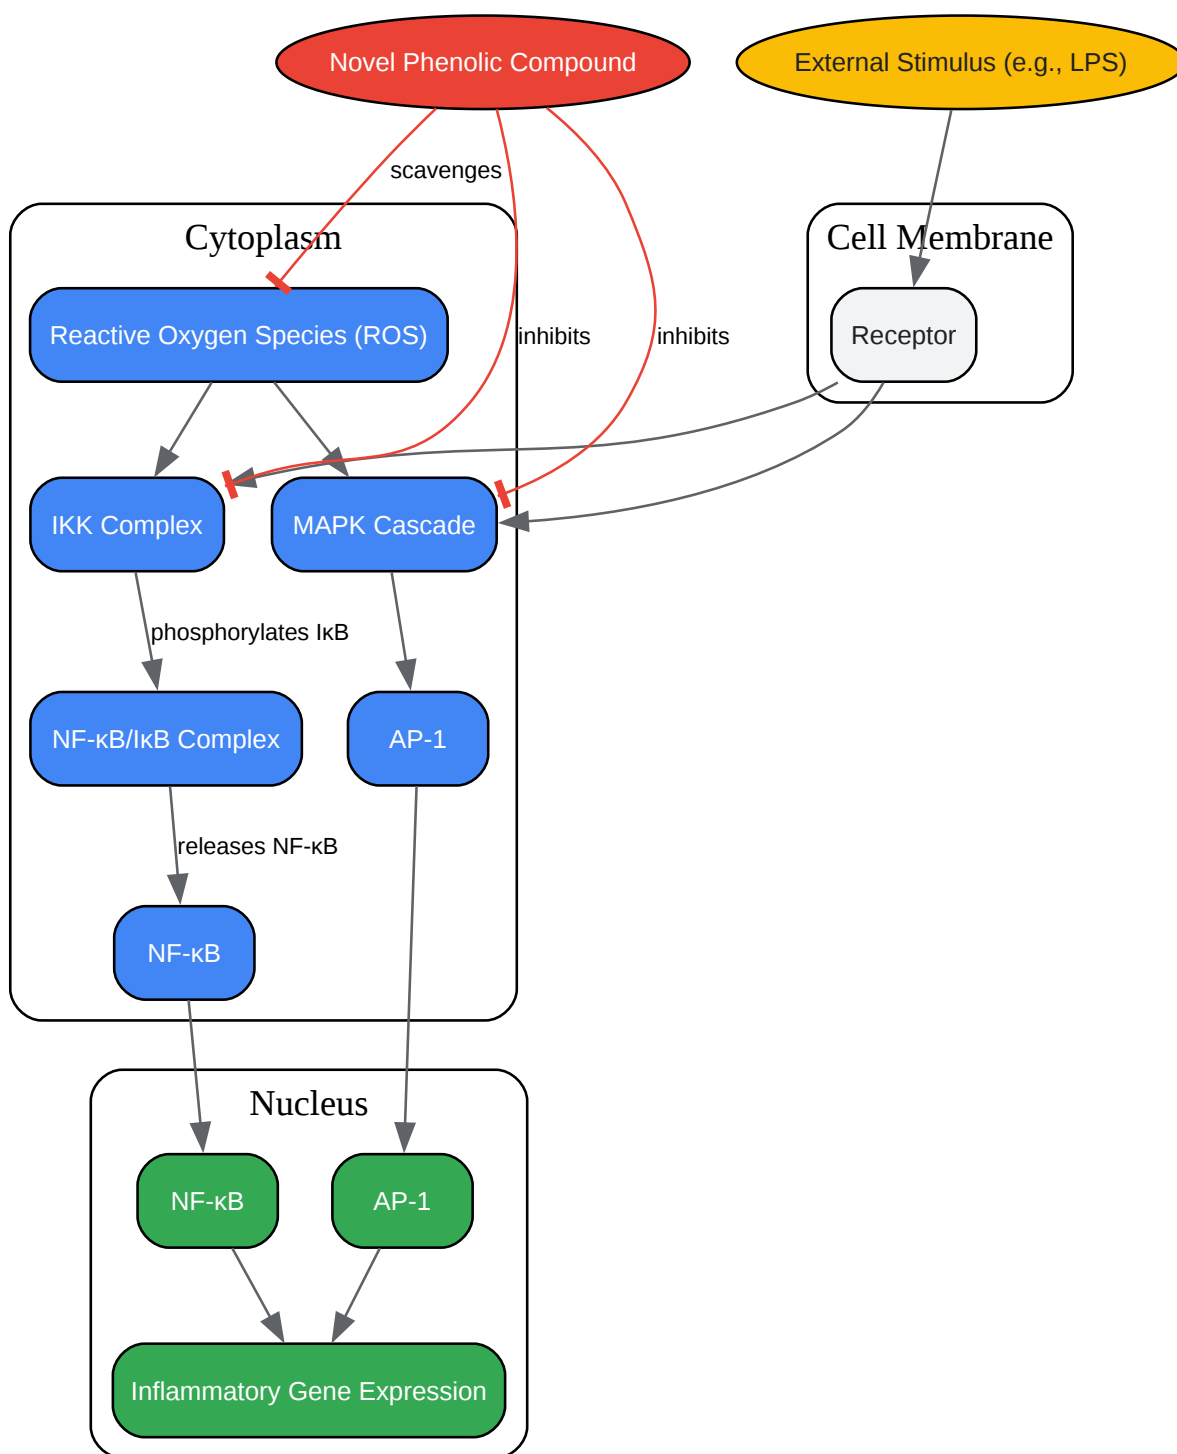 Novel Phenolic Compound
External Stimulus (e.g., LPS)
scavenges
Cytoplasm
Cell Membrane
Reactive Oxygen Species (ROS)
inhibits
inhibits
Receptor
IKK Complex
MAPK Cascade
phosphorylates IκB
NF-κB/IκB Complex
AP-1
releases NF-κB
NF-κB
Nucleus
NF-κB
AP-1
Inflammatory Gene Expression